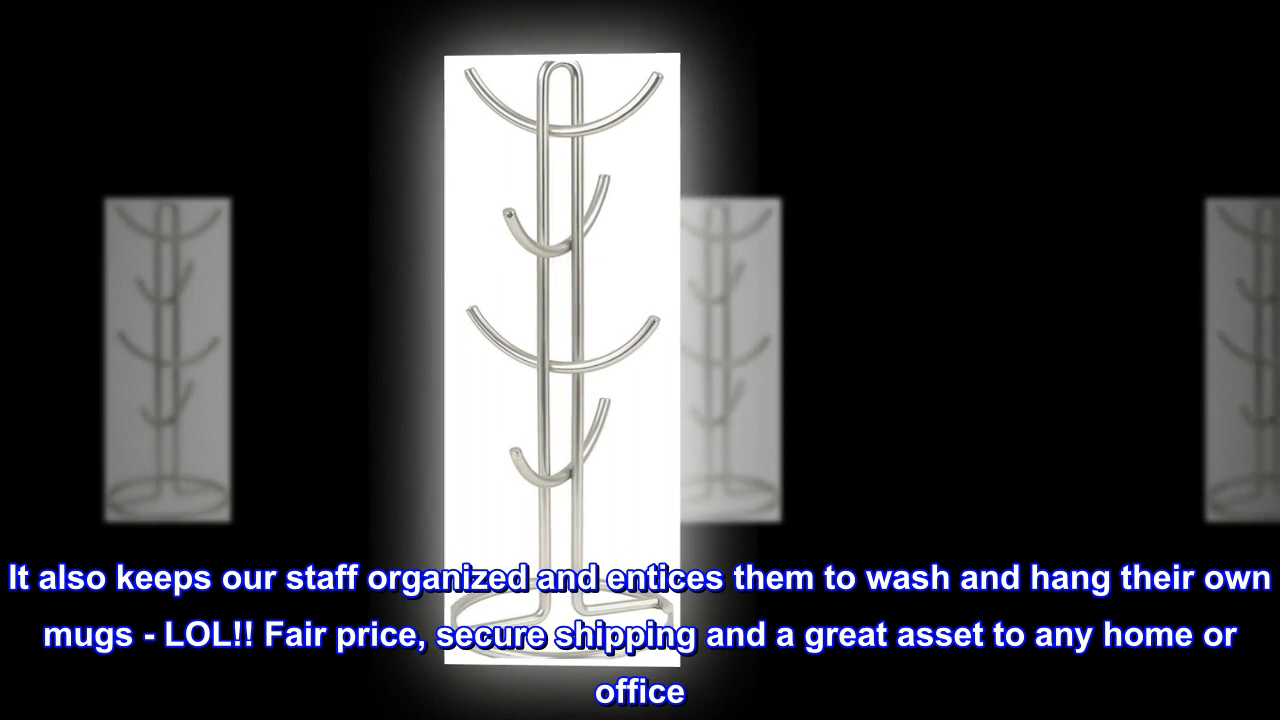 It also keeps our staff organized and entices them to wash and hang their own
mugs - LOL!! Fair price, secure shipping and a great asset to any home or
office